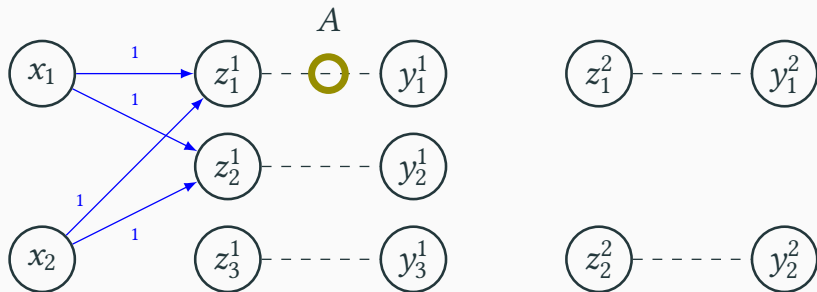 A
x₁ 1 z₁¹ y₁¹ z₁² y₁²
1
z₂¹ y₂¹
1
x₂ 1 z₃¹ y₃¹ z₂² y₂²